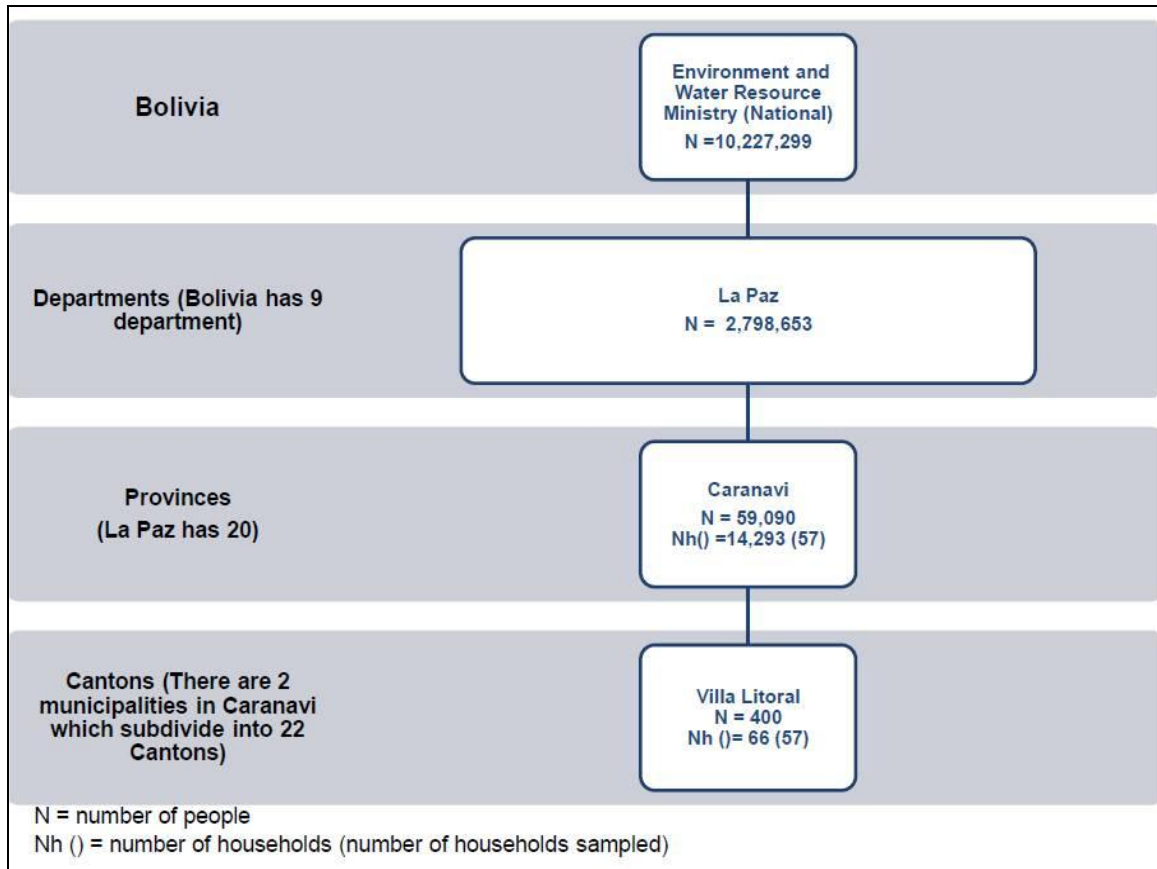 Bolivia
Environment and
Water Resource
Ministry (National)
N =10,227,299
Departments (Bolivia has 9
department)
La Paz
N = 2,798,653
Provinces
(La Paz has 20)
Caranavi
N = 59,090
Nh() =14,293 (57)
Cantons (There are 2
municipalities in Caranavi
which subdivide into 22
Cantons)
Villa Litoral
N = 400
Nh ()= 66 (57)
N = number of people
Nh () = number of households (number of households sampled)